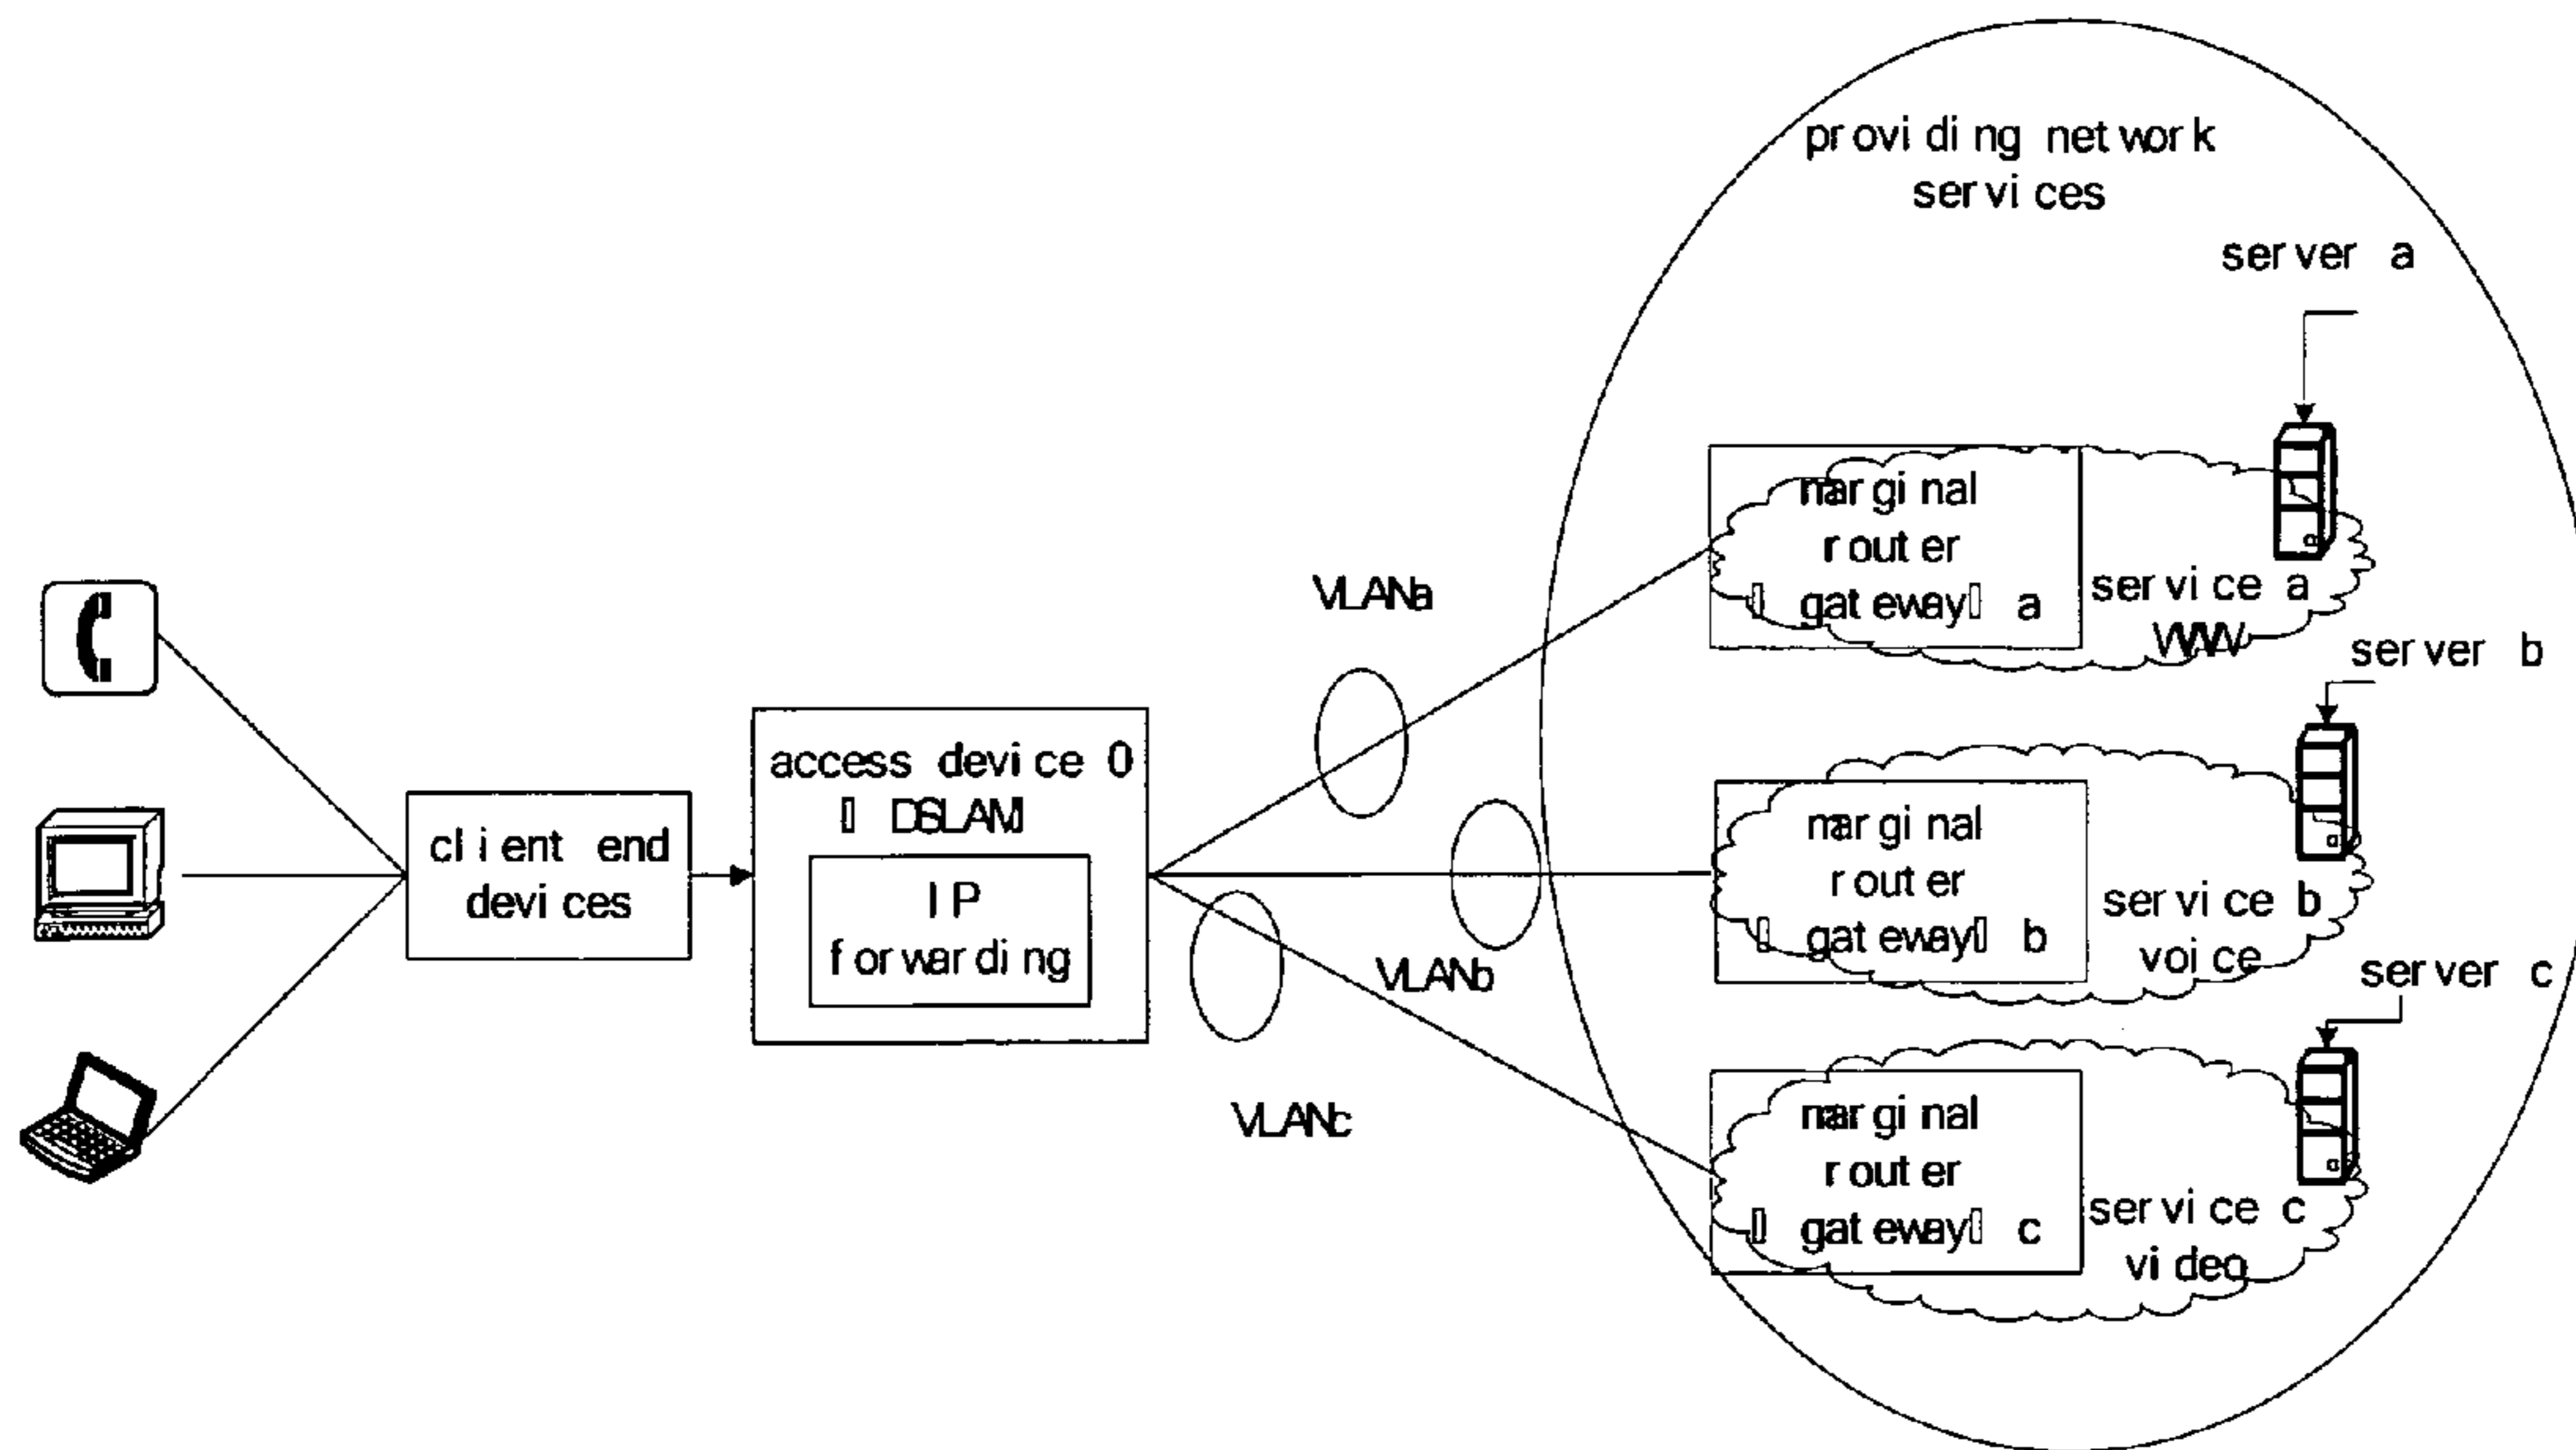 providing network
services
server a
marginal
router
gateway a
service a
WWW
server b
VLANa
access device 0
DSLAM
IP
forwarding
client end
devices
marginal
router
gateway b
service b
voice
server c
VLANb
VLANc
marginal
router
gateway c
service c
video